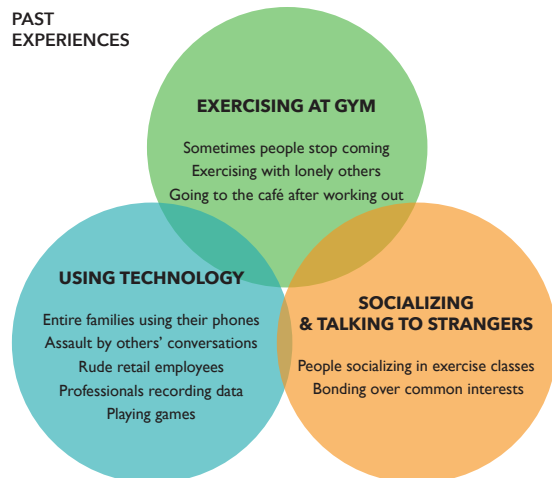 PAST
EXPERIENCES
EXERCISING AT GYM
Sometimes people stop coming
Exercising with lonely others
Going to the café after working out
USING TECHNOLOGY
Entire families using their phones
Assault by others’ conversations
Rude retail employees
Professionals recording data
Playing games
SOCIALIZING
& TALKING TO STRANGERS
People socializing in exercise classes
Bonding over common interests